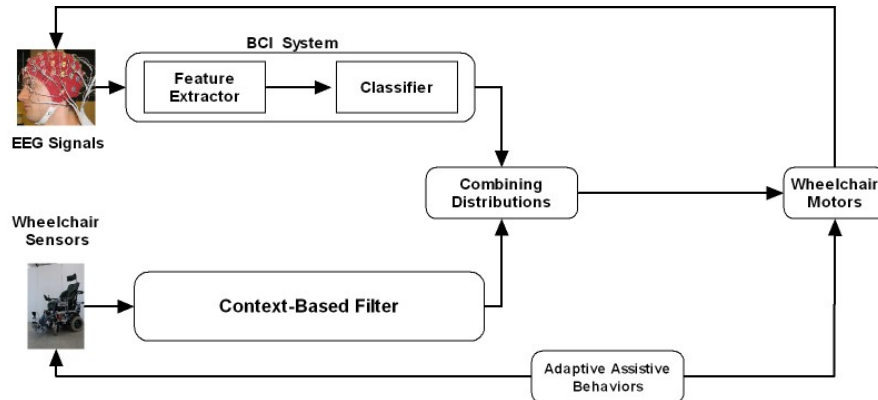 BCI System
Feature
Extractor
Classifier
EEG Signals
Combining
Distributions
Wheelchair
Motors
Wheelchair
Sensors
Context-Based Filter
Adaptive Assistive
Behaviors